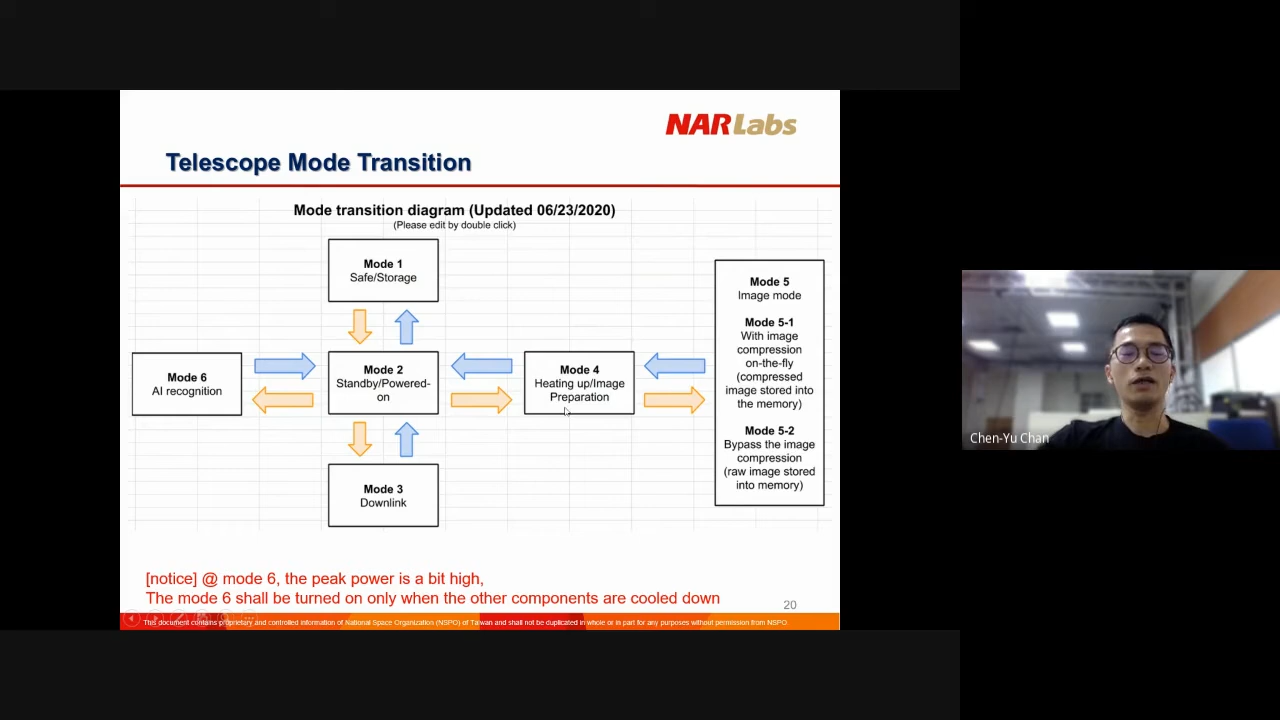 NARLabs
Telescope Mode Transition
Mode transition diagram (Updated 06/23/2020)
(Please edit by double click)
Mode 1
Safe/Storage
Mode 6
AI recognition
Mode 2
Standby/Powered-
on
Mode 4
Heating up/Image
Preparation
Mode 5
Image mode
Mode 5-1
With image
compression
on-the-fly
(compressed
image stored into
the memory)
Mode 5-2
Bypass the image
compression
(raw image stored
into memory)
Mode 3
Downlink
[notice] @ mode 6, the peak power is a bit high,
The mode 6 shall be turned on only when the other components are cooled down
20
This document contains proprietary and controlled information of National Space Organization (NSPO) of Taiwan and shall not be duplicated in whole or in part for any purposes without permission from NSPO.
Chen-Yu Chan